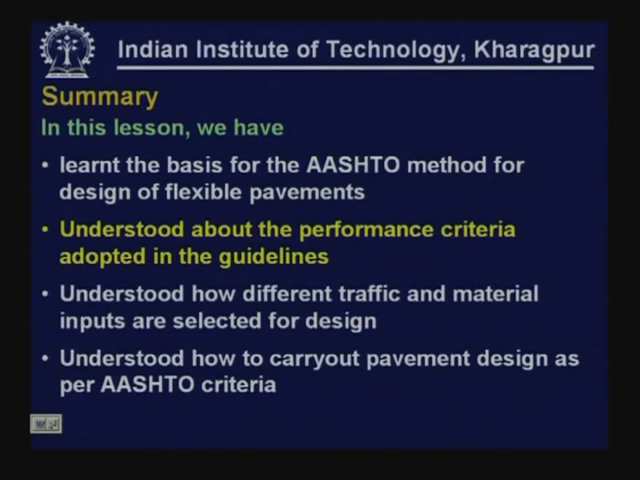 Indian Institute of Technology, Kharagpur
Summary
In this lesson, we have
• learnt the basis for the AASHTO method for
design of flexible pavements
• Understood about the performance criteria
adopted in the guidelines
• Understood how different traffic and material
inputs are selected for design
• Understood how to carryout pavement design as
per AASHTO criteria